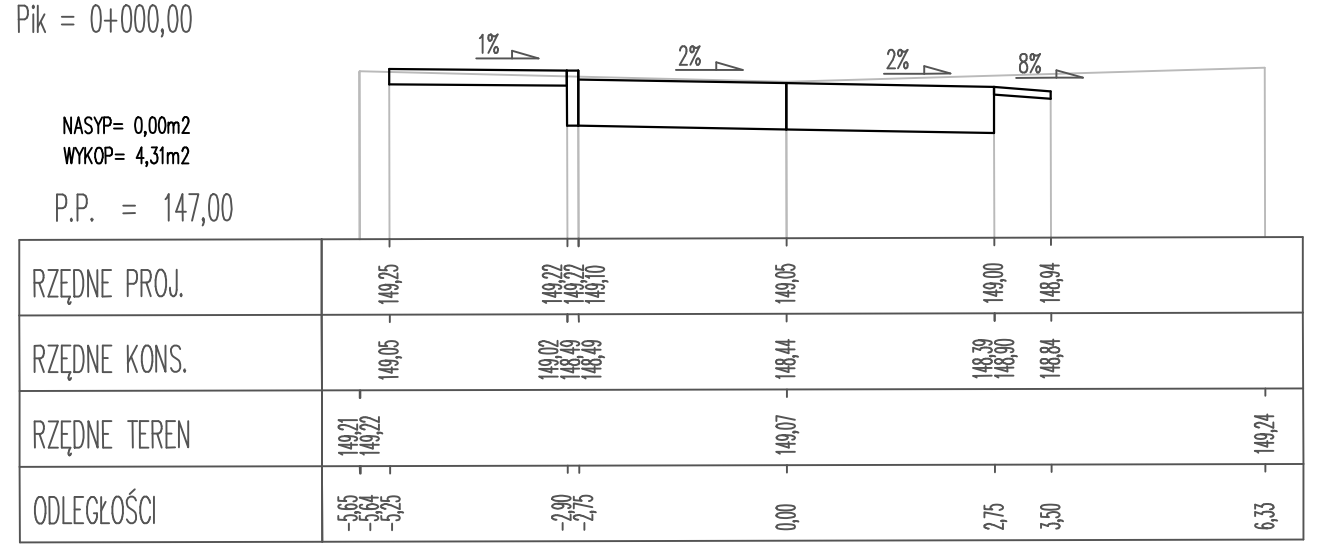 Pik = 0+000,00
1% 2% 2% 8%
NASYP= 0,00m2
WYKOP= 4,31m2
P.P. = 147,00
RZĘDNE PROJ. 149,25 149,22 149,22 149,10 149,05 149,00 148,94
RZĘDNE KONS. 149,05 149,02 148,49 148,49 148,44 148,39 148,90 148,84
RZĘDNE TEREN 149,21 149,22 149,07 149,24
ODLEGŁOŚCI -5,65 -5,64 -5,25 -2,90 -2,75 0,00 2,75 3,50 6,33